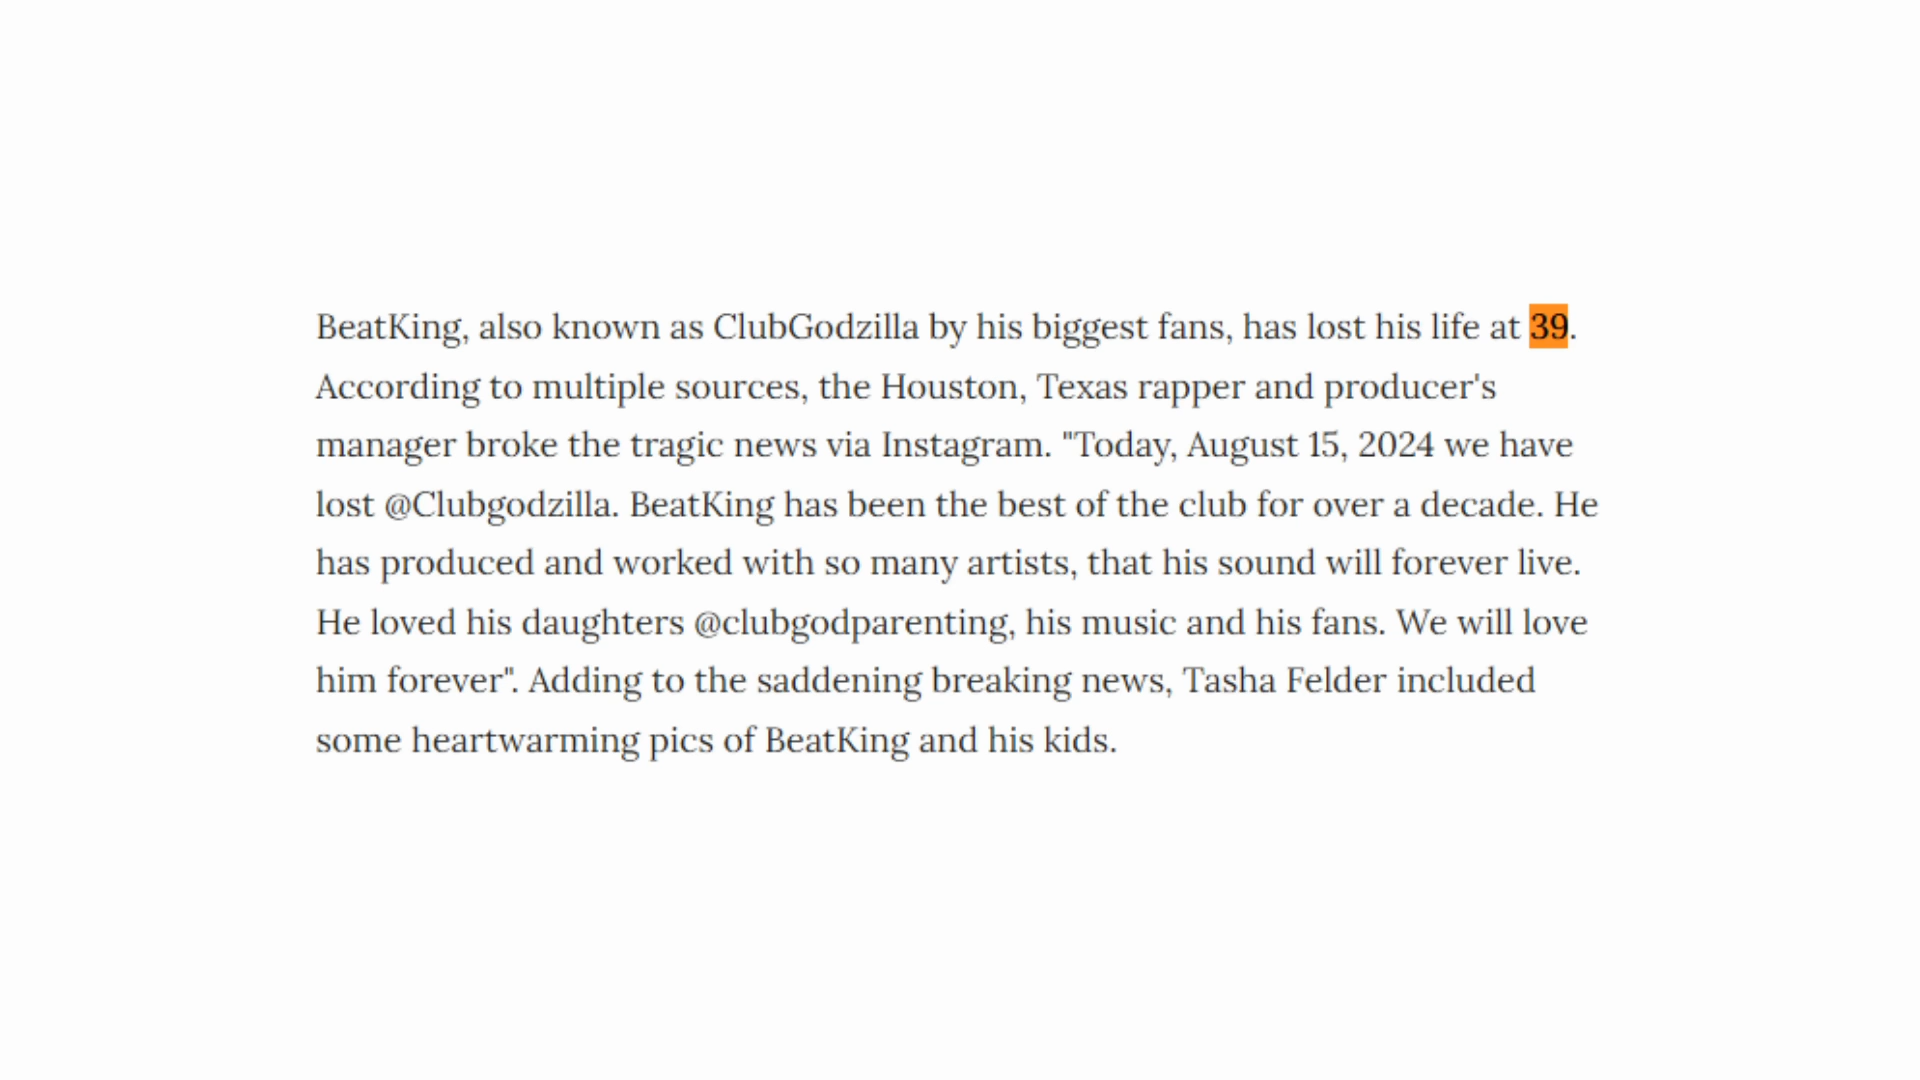 BeatKing, also known as ClubGodzilla by his biggest fans, has lost his life at 39.
According to multiple sources, the Houston, Texas rapper and producer's
manager broke the tragic news via Instagram. "Today, August 15, 2024 we have
lost @Clubgodzilla. BeatKing has been the best of the club for over a decade. He
has produced and worked with so many artists, that his sound will forever live.
He loved his daughters @clubgodparenting, his music and his fans. We will love
him forever". Adding to the saddening breaking news, Tasha Felder included
some heartwarming pics of BeatKing and his kids.